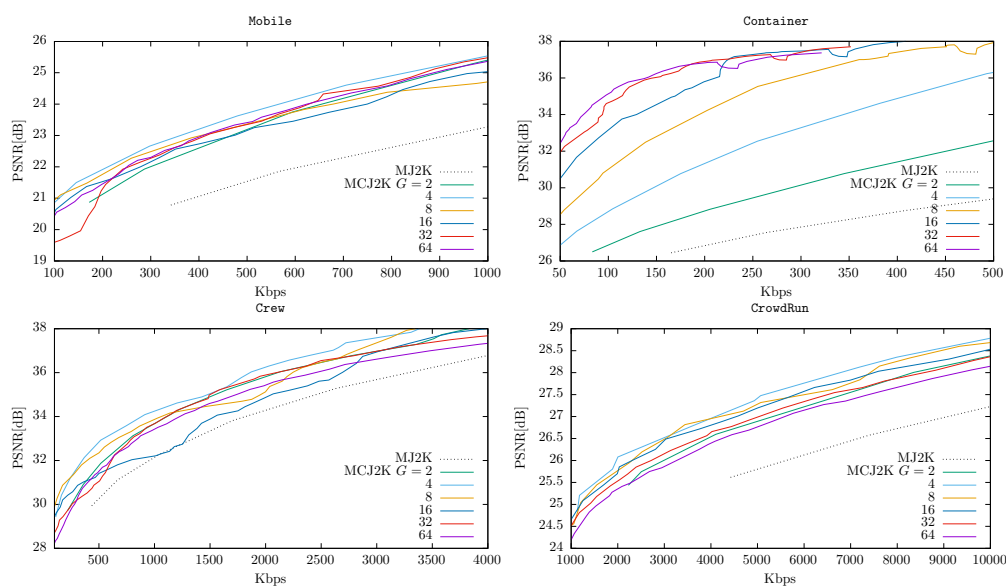 Mobile
PSNR[dB]
26
25
24
23
22
21
20
19
100 200 300 400 500 600 700 800 900 1000
Kbps
MJ2K
MCJ2K G = 2
4
8
16
32
64
Container
PSNR[dB]
38
36
34
32
30
28
26
50 100 150 200 250 300 350 400 450 500
Kbps
MJ2K
MCJ2K G = 2
4
8
16
32
64
Crew
PSNR[dB]
38
36
34
32
30
28
500 1000 1500 2000 2500 3000 3500 4000
Kbps
MJ2K
MCJ2K G = 2
4
8
16
32
64
CrowdRun
PSNR[dB]
29
28.5
28
27.5
27
26.5
26
25.5
25
24.5
24
1000 2000 3000 4000 5000 6000 7000 8000 9000 10000
Kbps
MJ2K
MCJ2K G = 2
4
8
16
32
64